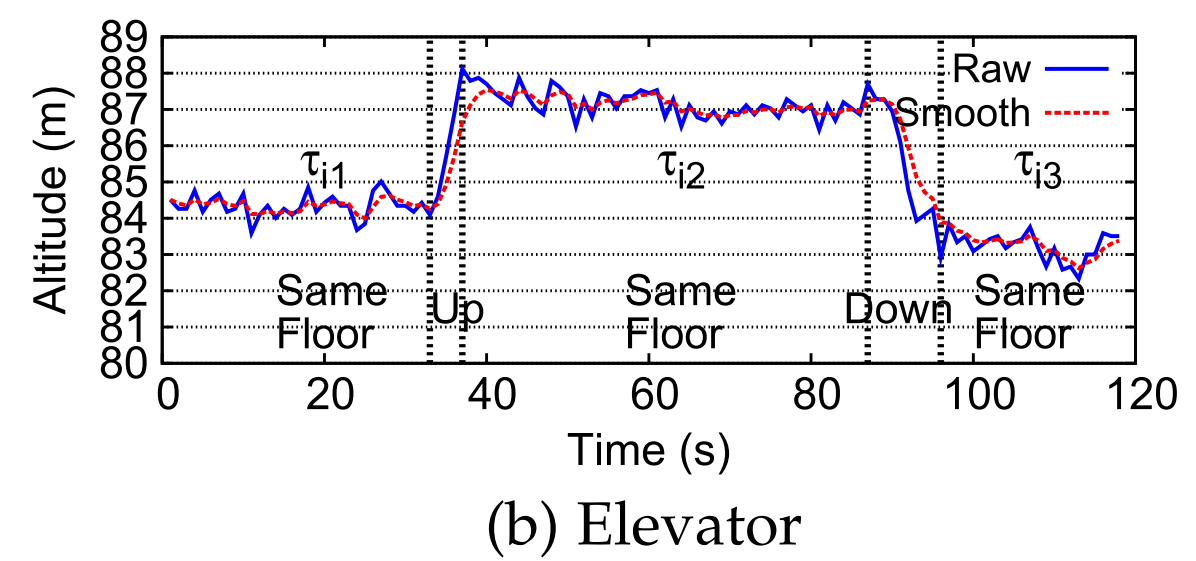 89
88
87
86
85
84
83
82
81
80
Altitude (m)
Raw
Smooth
τi1
τi2
τi3
Same
Floor
Up
Same
Floor
Down
Same
Floor
0 20 40 60 80 100 120
Time (s)
(b) Elevator